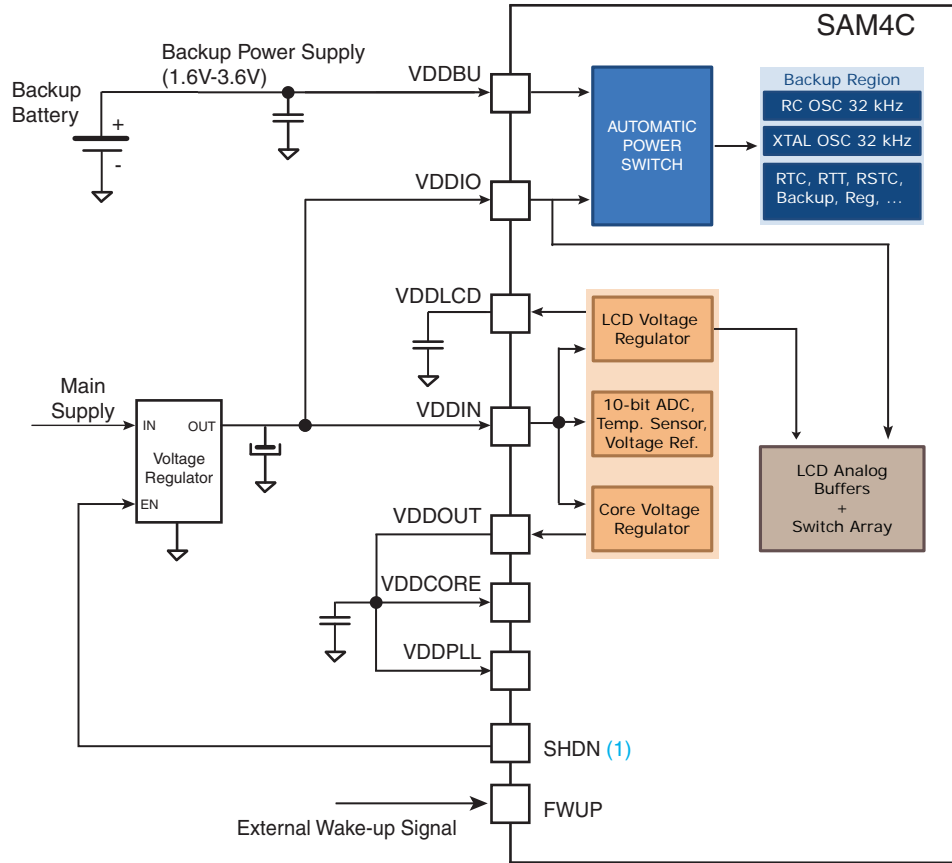 SAM4C
Backup Power Supply
(1.6V-3.6V)
VDDBU
Backup
Battery
+
-
AUTOMATIC
POWER
SWITCH
Backup Region
RC OSC 32 kHz
XTAL OSC 32 kHz
RTC, RTT, RSTC,
Backup, Reg, ...
VDDIO
VDDLCD
LCD Voltage
Regulator
Main
Supply
VDDIN
10-bit ADC,
Temp. Sensor,
Voltage Ref.
IN
OUT
Voltage
Regulator
EN
LCD Analog
Buffers
+
Switch Array
VDDOUT
Core Voltage
Regulator
VDDCORE
VDDPLL
SHDN (1)
FWUP
External Wake-up Signal